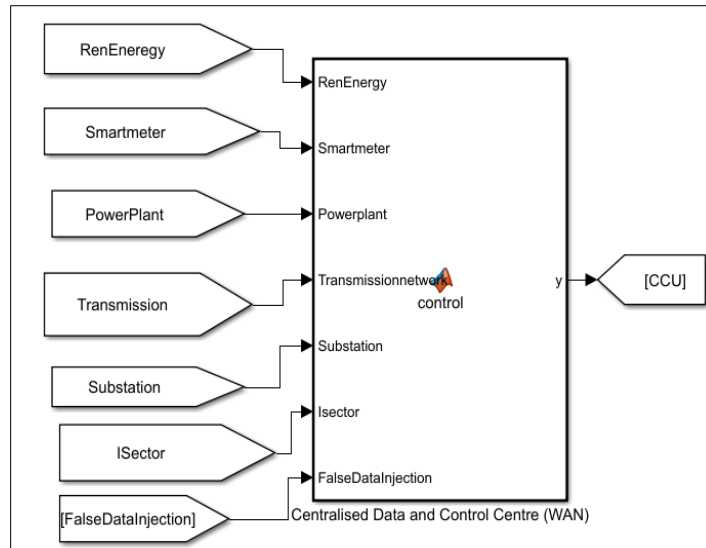 RenEneregy
RenEnergy
Smartmeter
Smartmeter
PowerPlant
Powerplant
Transmission
Transmissionnetwork
control
y
[CCU]
Substation
Substation
ISector
Isector
[FalseDataInjection]
FalseDataInjection
Centralised Data and Control Centre (WAN)